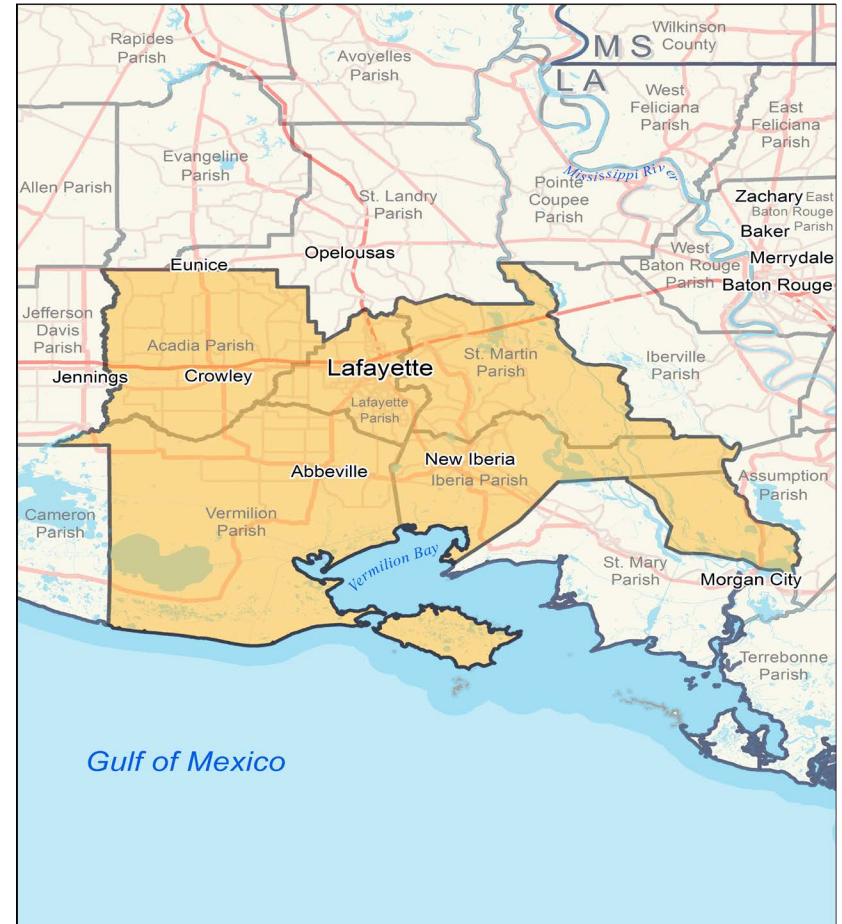 Rapides
Parish
Avoyelles
Parish
Wilkinson
County
MS
LA
West
Feliciana
Parish
East
Feliciana
Parish
Evangeline
Parish
Allen Parish
St. Landry
Parish
Pointe
Coupee
Parish
Mississippi River
Zachary
East
Baton Rouge
Parish
Baker
Merrydale
West
Baton Rouge
Parish
Baton Rouge
Opelousas
Eunice
Jefferson
Davis
Parish
Acadia Parish
St. Martin
Parish
Iberville
Parish
Jennings
Crowley
Lafayette
Lafayette
Parish
Abbeville
New Iberia
Iberia Parish
Assumption
Parish
Cameron
Parish
Vermilion
Parish
Vermilion Bay
St. Mary
Parish
Morgan City
Terrebonne
Parish
Gulf of Mexico